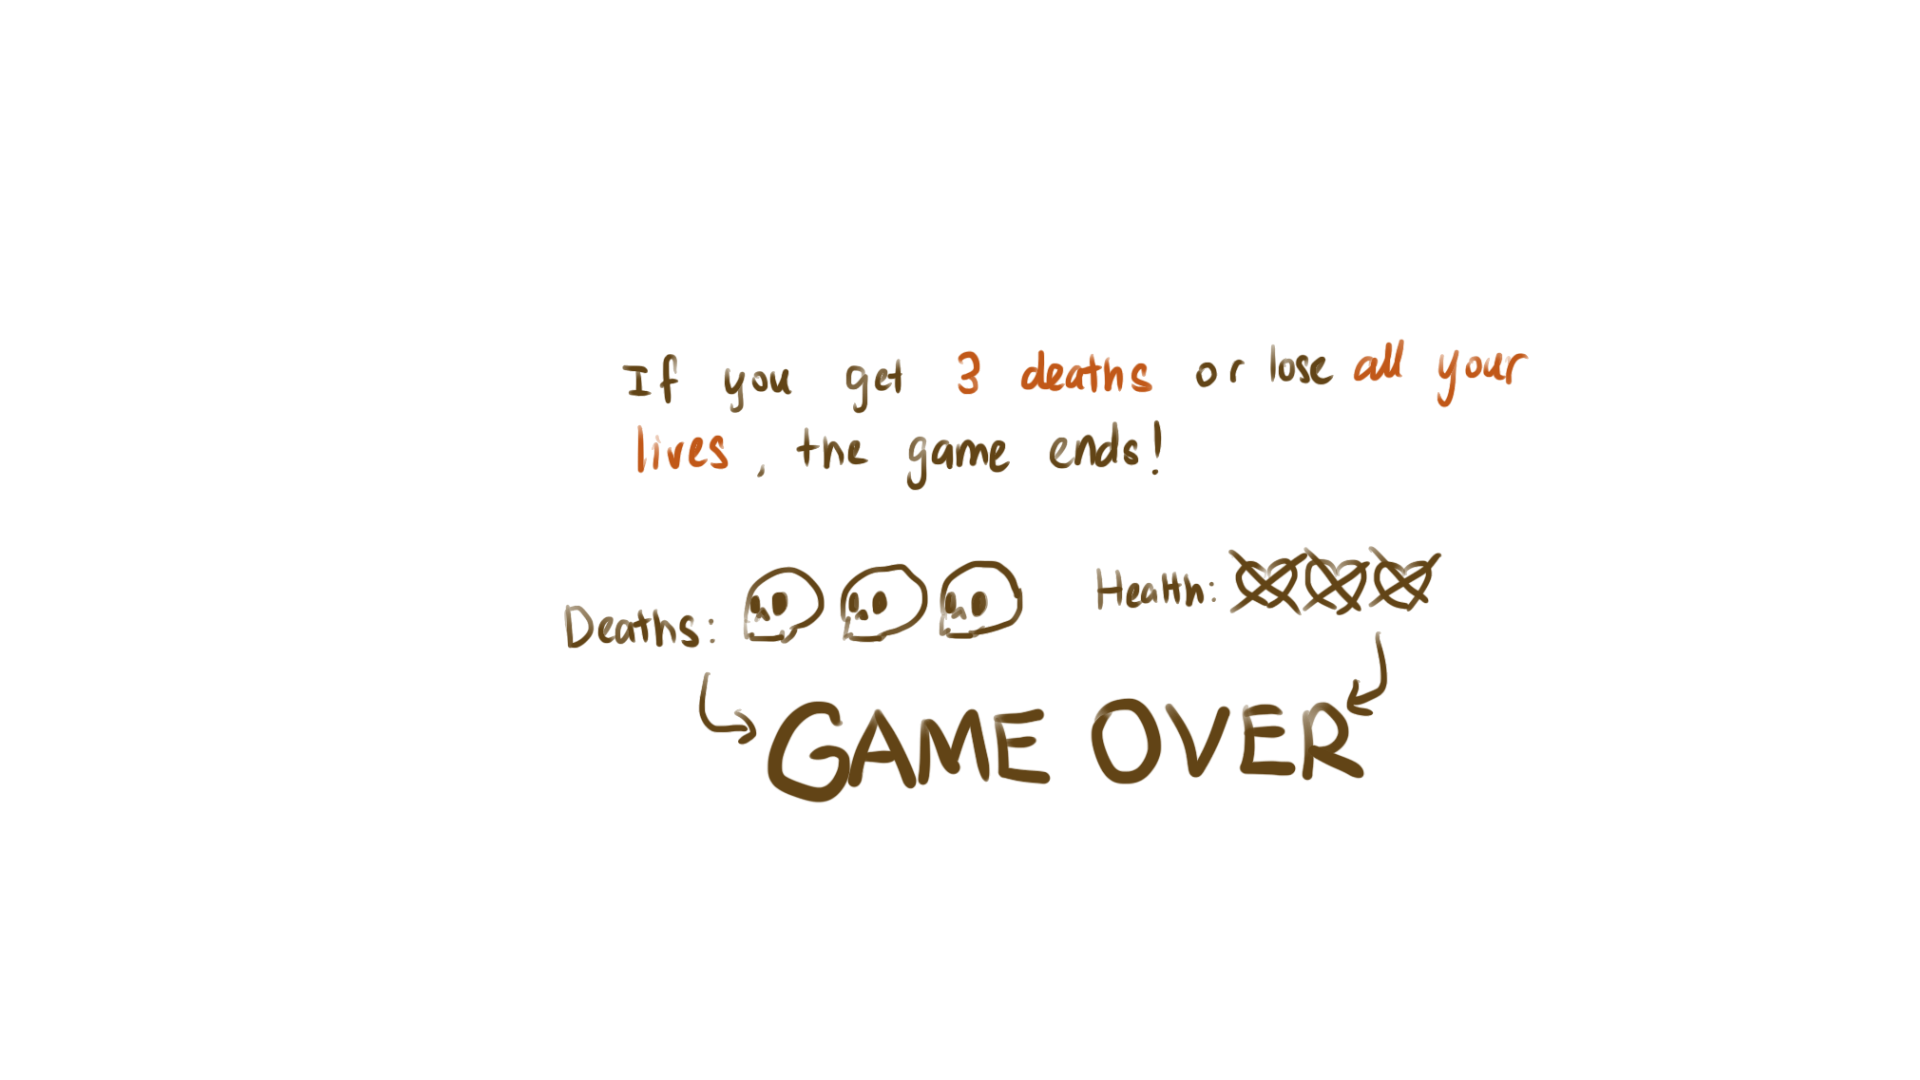 If you get 3 deaths or lose all your
lives, the game ends!
Deaths:
Health:
GAME OVER